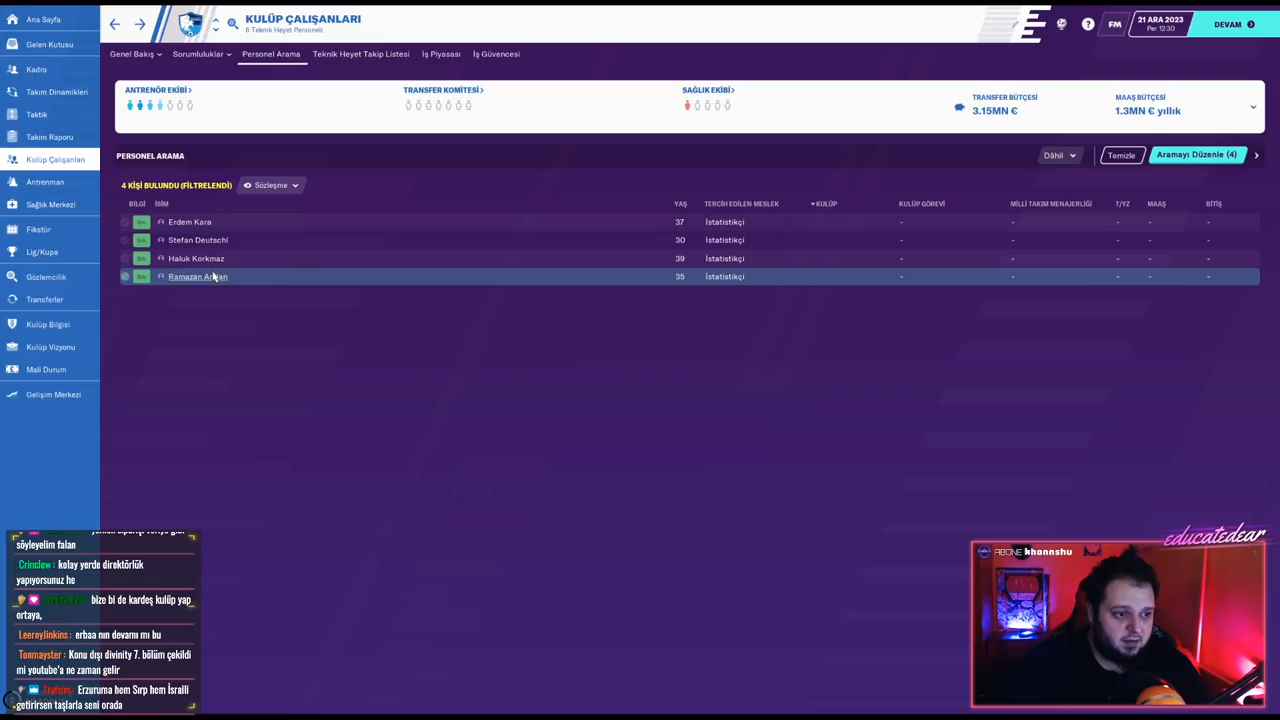 Ana Sayfa
KULÜP ÇALIŞANLARI
6 Teknik Heyet Personeli
FM
21 ARA 2023
Per 12:30
DEVAM
Gelen Kutusu
Kadro
Takım Dinamikleri
Taktik
Takım Raporu
Kulüp Çalışanları
Antrenman
Sağlık Merkezi
Fikstür
Lig/Kupa
Gözlemcilik
Transferler
Kulüp Bilgisi
Kulüp Vizyonu
Mali Durum
Gelişim Merkezi
Genel Bakış
Sorumluluklar
Personel Arama
Teknik Heyet Takip Listesi
İş Piyasası
İş Güvencesi
ANTRENÖR EKİBİ>
TRANSFER KOMİTESİ>
SAĞLIK EKİBİ>
TRANSFER BÜTÇESİ
3.15MN €
MAAŞ BÜTÇESİ
1.3MN € yıllık
PERSONEL ARAMA
Dâhil
Temizle
Aramayı Düzenle (4)
4 KİŞİ BULUNDU (FİLTRELENDİ)
Sözleşme
BİLGİ İSİM YAŞ TERCİH EDİLEN MESLEK KULÜP KULÜP GÖREVİ MİLLİ TAKIM MENAJERLİĞİ T/YZ MAAŞ BİTİŞ
Erdem Kara 37 İstatistikçi - - - - - -
Stefan Deutschl 30 İstatistikçi - - - - - -
Haluk Korkmaz 39 İstatistikçi - - - - - -
Ramazan 35 İstatistikçi - - - - - -
söyleyelim falan
Crinclew: kolay yerde direktörlük
yapıyorsunuz he
bize bi de kardeş kulüp yap
ortaya,
LeeroyJinkins: erbaa nın devamı mı bu
Tonmayster: Konu dışı divinity 7. bölüm çekildi
mi youtube'a ne zaman gelir
Erzuruma hem Sırp hem İsrailli
getirirsen taşlarla seni orada
educatedear
ABONE hhonnshu